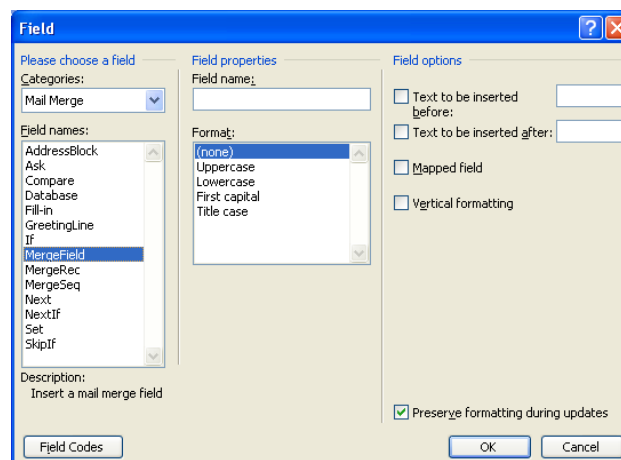 Field
Please choose a field
Categories:
Mail Merge
Field names:
AddressBlock
Ask
Compare
Database
Fill-in
GreetingLine
If
MergeField
MergeRec
MergeSeq
Next
NextIf
Set
SkipIf
Description:
Insert a mail merge field
Field Codes
Field properties
Field name:
Format:
(none)
Uppercase
Lowercase
First capital
Title case
Field options
Text to be inserted
before:
Text to be inserted after:
Mapped field
Vertical formatting
Preserve formatting during updates
OK
Cancel